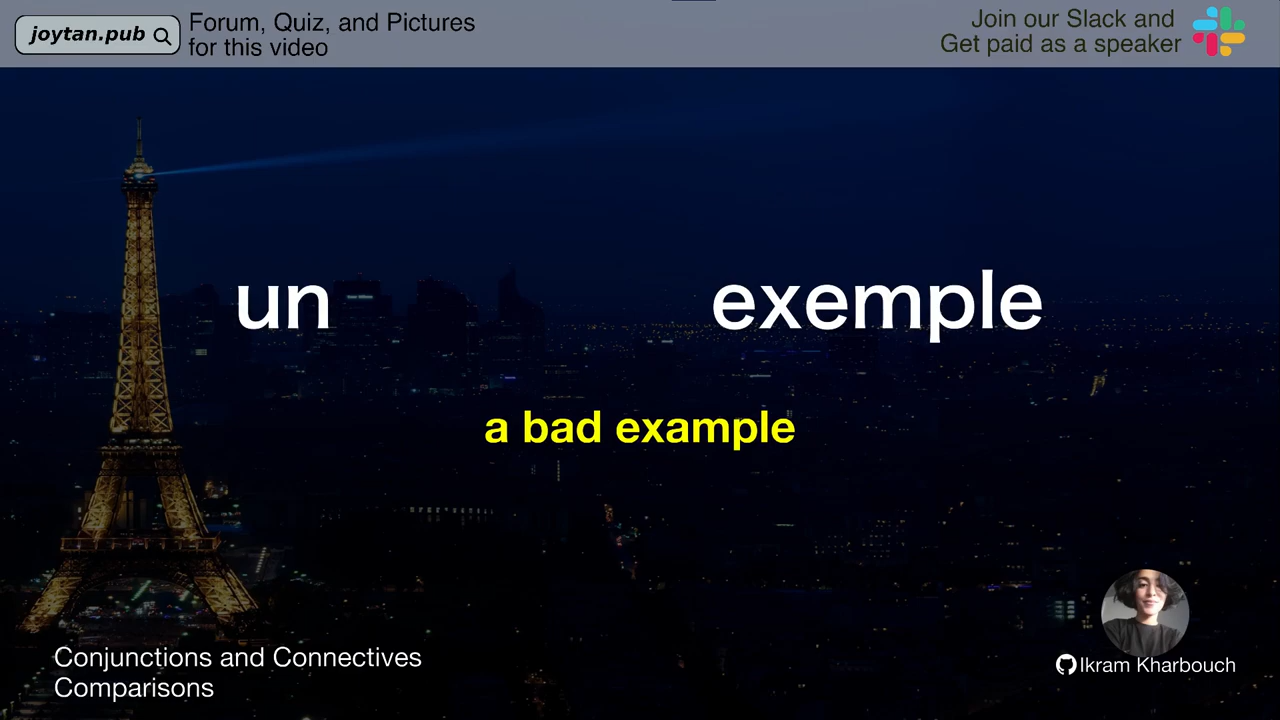 joytan.pub
Forum, Quiz, and Pictures
for this video
Join our Slack and
Get paid as a speaker
un exemple
a bad example
Conjunctions and Connectives
Comparisons
Ikram Kharbouch